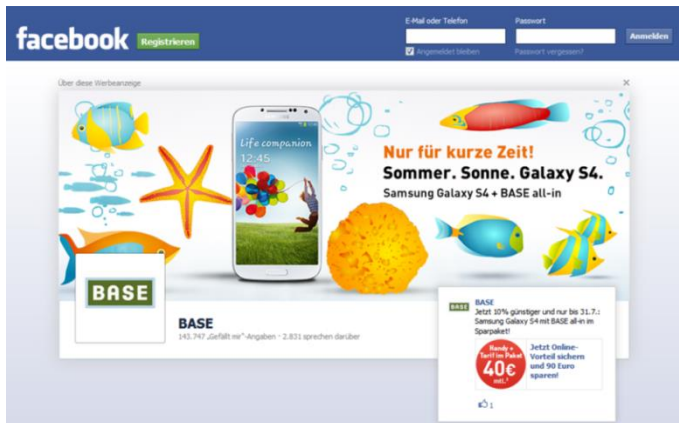 E-Mail oder Telefon
Passwort
facebook
Registrieren
Anmelden
Angemeldet bleiben
Passwort vergessen?
Über diese Werbeanzeige
Life companion
12:45
Nur für kurze Zeit!
Sommer. Sonne. Galaxy S4.
Samsung Galaxy S4 + BASE all-in
BASE
BASE
143.747 „Gefällt mir“-Angaben · 2.831 sprechen darüber
BASE
BASE
Jetzt 10% günstiger und nur bis 31.7.:
Samsung Galaxy S4 mit BASE all-in im
Sparpaket!
Handy +
Tarif im Paket
40€
mtl.
Jetzt Online-
Vorteil sichern
und 90 Euro
sparen!
1